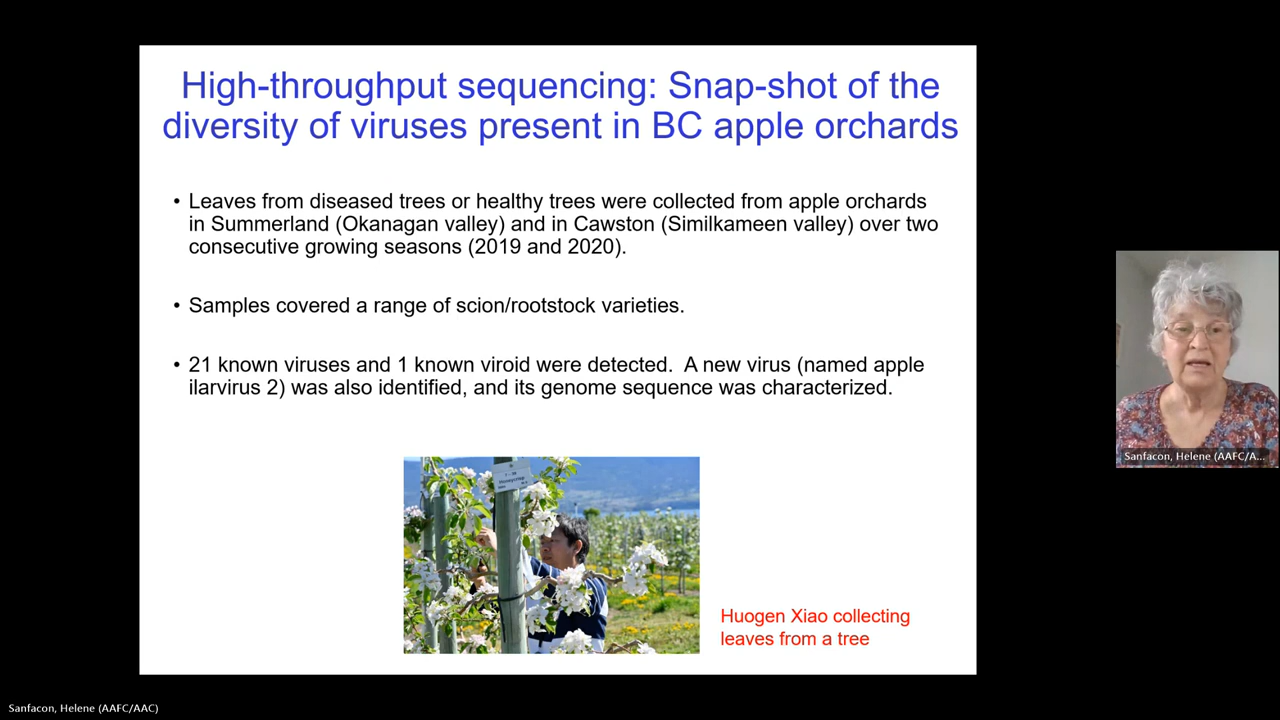 High-throughput sequencing: Snap-shot of the
diversity of viruses present in BC apple orchards
• Leaves from diseased trees or healthy trees were collected from apple orchards
in Summerland (Okanagan valley) and in Cawston (Similkameen valley) over two
consecutive growing seasons (2019 and 2020).
• Samples covered a range of scion/rootstock varieties.
• 21 known viruses and 1 known viroid were detected.  A new virus (named apple
ilarvirus 2) was also identified, and its genome sequence was characterized.
Huogen Xiao collecting
leaves from a tree
Sanfacon, Helene (AAFC/A...
Sanfacon, Helene (AAFC/AAC)